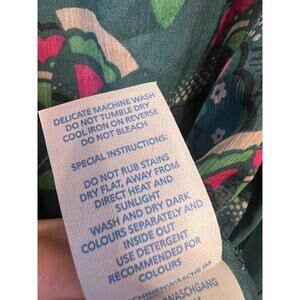 DELICATE MACHINE WASH
DO NOT TUMBLE DRY
COOL IRON ON REVERSE
DO NOT BLEACH
SPECIAL INSTRUCTIONS:
DO NOT RUB STAINS
DRY FLAT, AWAY FROM
DIRECT HEAT AND
SUNLIGHT
WASH AND DRY DARK
COLOURS SEPARATELY AND
INSIDE OUT
USE DETERGENT
RECOMMENDED FOR
COLOURS